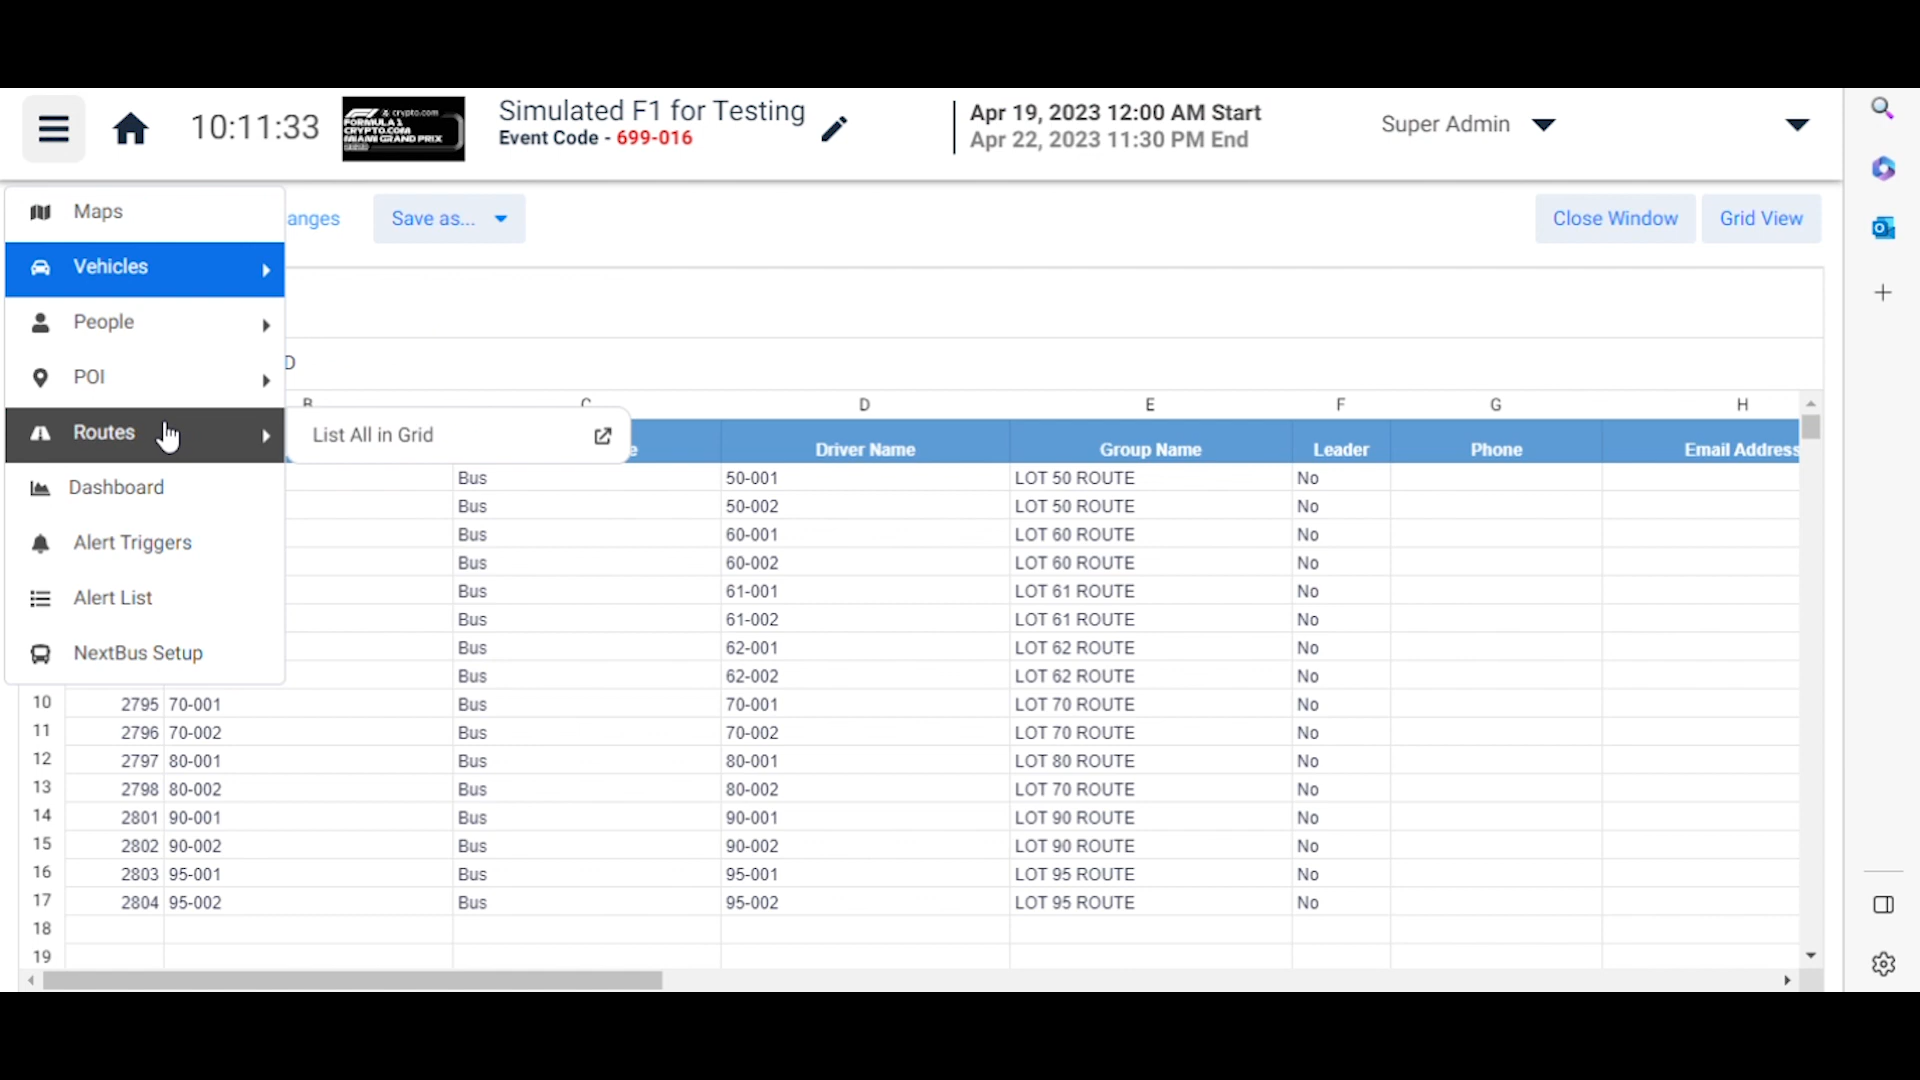 10:11:33
& crypto.com
FORMULA 1
CRYPTO.COM
MIAMI GRAND PRIX
Simulated F1 for Testing
Event Code - 699-016
Apr 19, 2023 12:00 AM Start
Apr 22, 2023 11:30 PM End
Super Admin
Maps
Vehicles
People
POI
Routes
Dashboard
Alert Triggers
Alert List
NextBus Setup
List All in Grid
anges
Save as...
Close Window
Grid View
D
B C D E F G H
e Driver Name Group Name Leader Phone Email Address
Bus 50-001 LOT 50 ROUTE No
Bus 50-002 LOT 50 ROUTE No
Bus 60-001 LOT 60 ROUTE No
Bus 60-002 LOT 60 ROUTE No
Bus 61-001 LOT 61 ROUTE No
Bus 61-002 LOT 61 ROUTE No
Bus 62-001 LOT 62 ROUTE No
Bus 62-002 LOT 62 ROUTE No
10 2795 70-001 Bus 70-001 LOT 70 ROUTE No
11 2796 70-002 Bus 70-002 LOT 70 ROUTE No
12 2797 80-001 Bus 80-001 LOT 80 ROUTE No
13 2798 80-002 Bus 80-002 LOT 70 ROUTE No
14 2801 90-001 Bus 90-001 LOT 90 ROUTE No
15 2802 90-002 Bus 90-002 LOT 90 ROUTE No
16 2803 95-001 Bus 95-001 LOT 95 ROUTE No
17 2804 95-002 Bus 95-002 LOT 95 ROUTE No
18
19